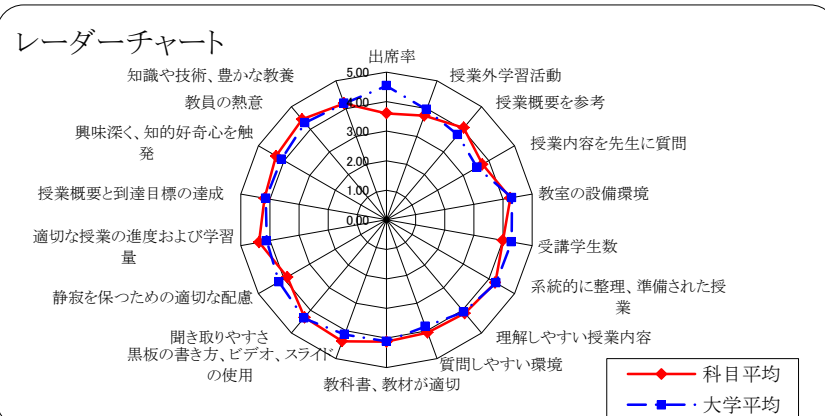 レーダーチャート
出席率
授業外学習活動
授業概要を参考
授業内容を先生に質問
教室の設備環境
受講学生数
系統的に整理、準備された授
業
理解しやすい授業内容
質問しやすい環境
教科書、教材が適切
黒板の書き方、ビデオ、スライド
の使用
聞き取りやすさ
静寂を保つための適切な配慮
適切な授業の進度および学習
量
授業概要と到達目標の達成
興味深く、知的好奇心を触
発
教員の熱意
知識や技術、豊かな教養
5.00
4.00
3.00
2.00
1.00
0.00
科目平均
大学平均